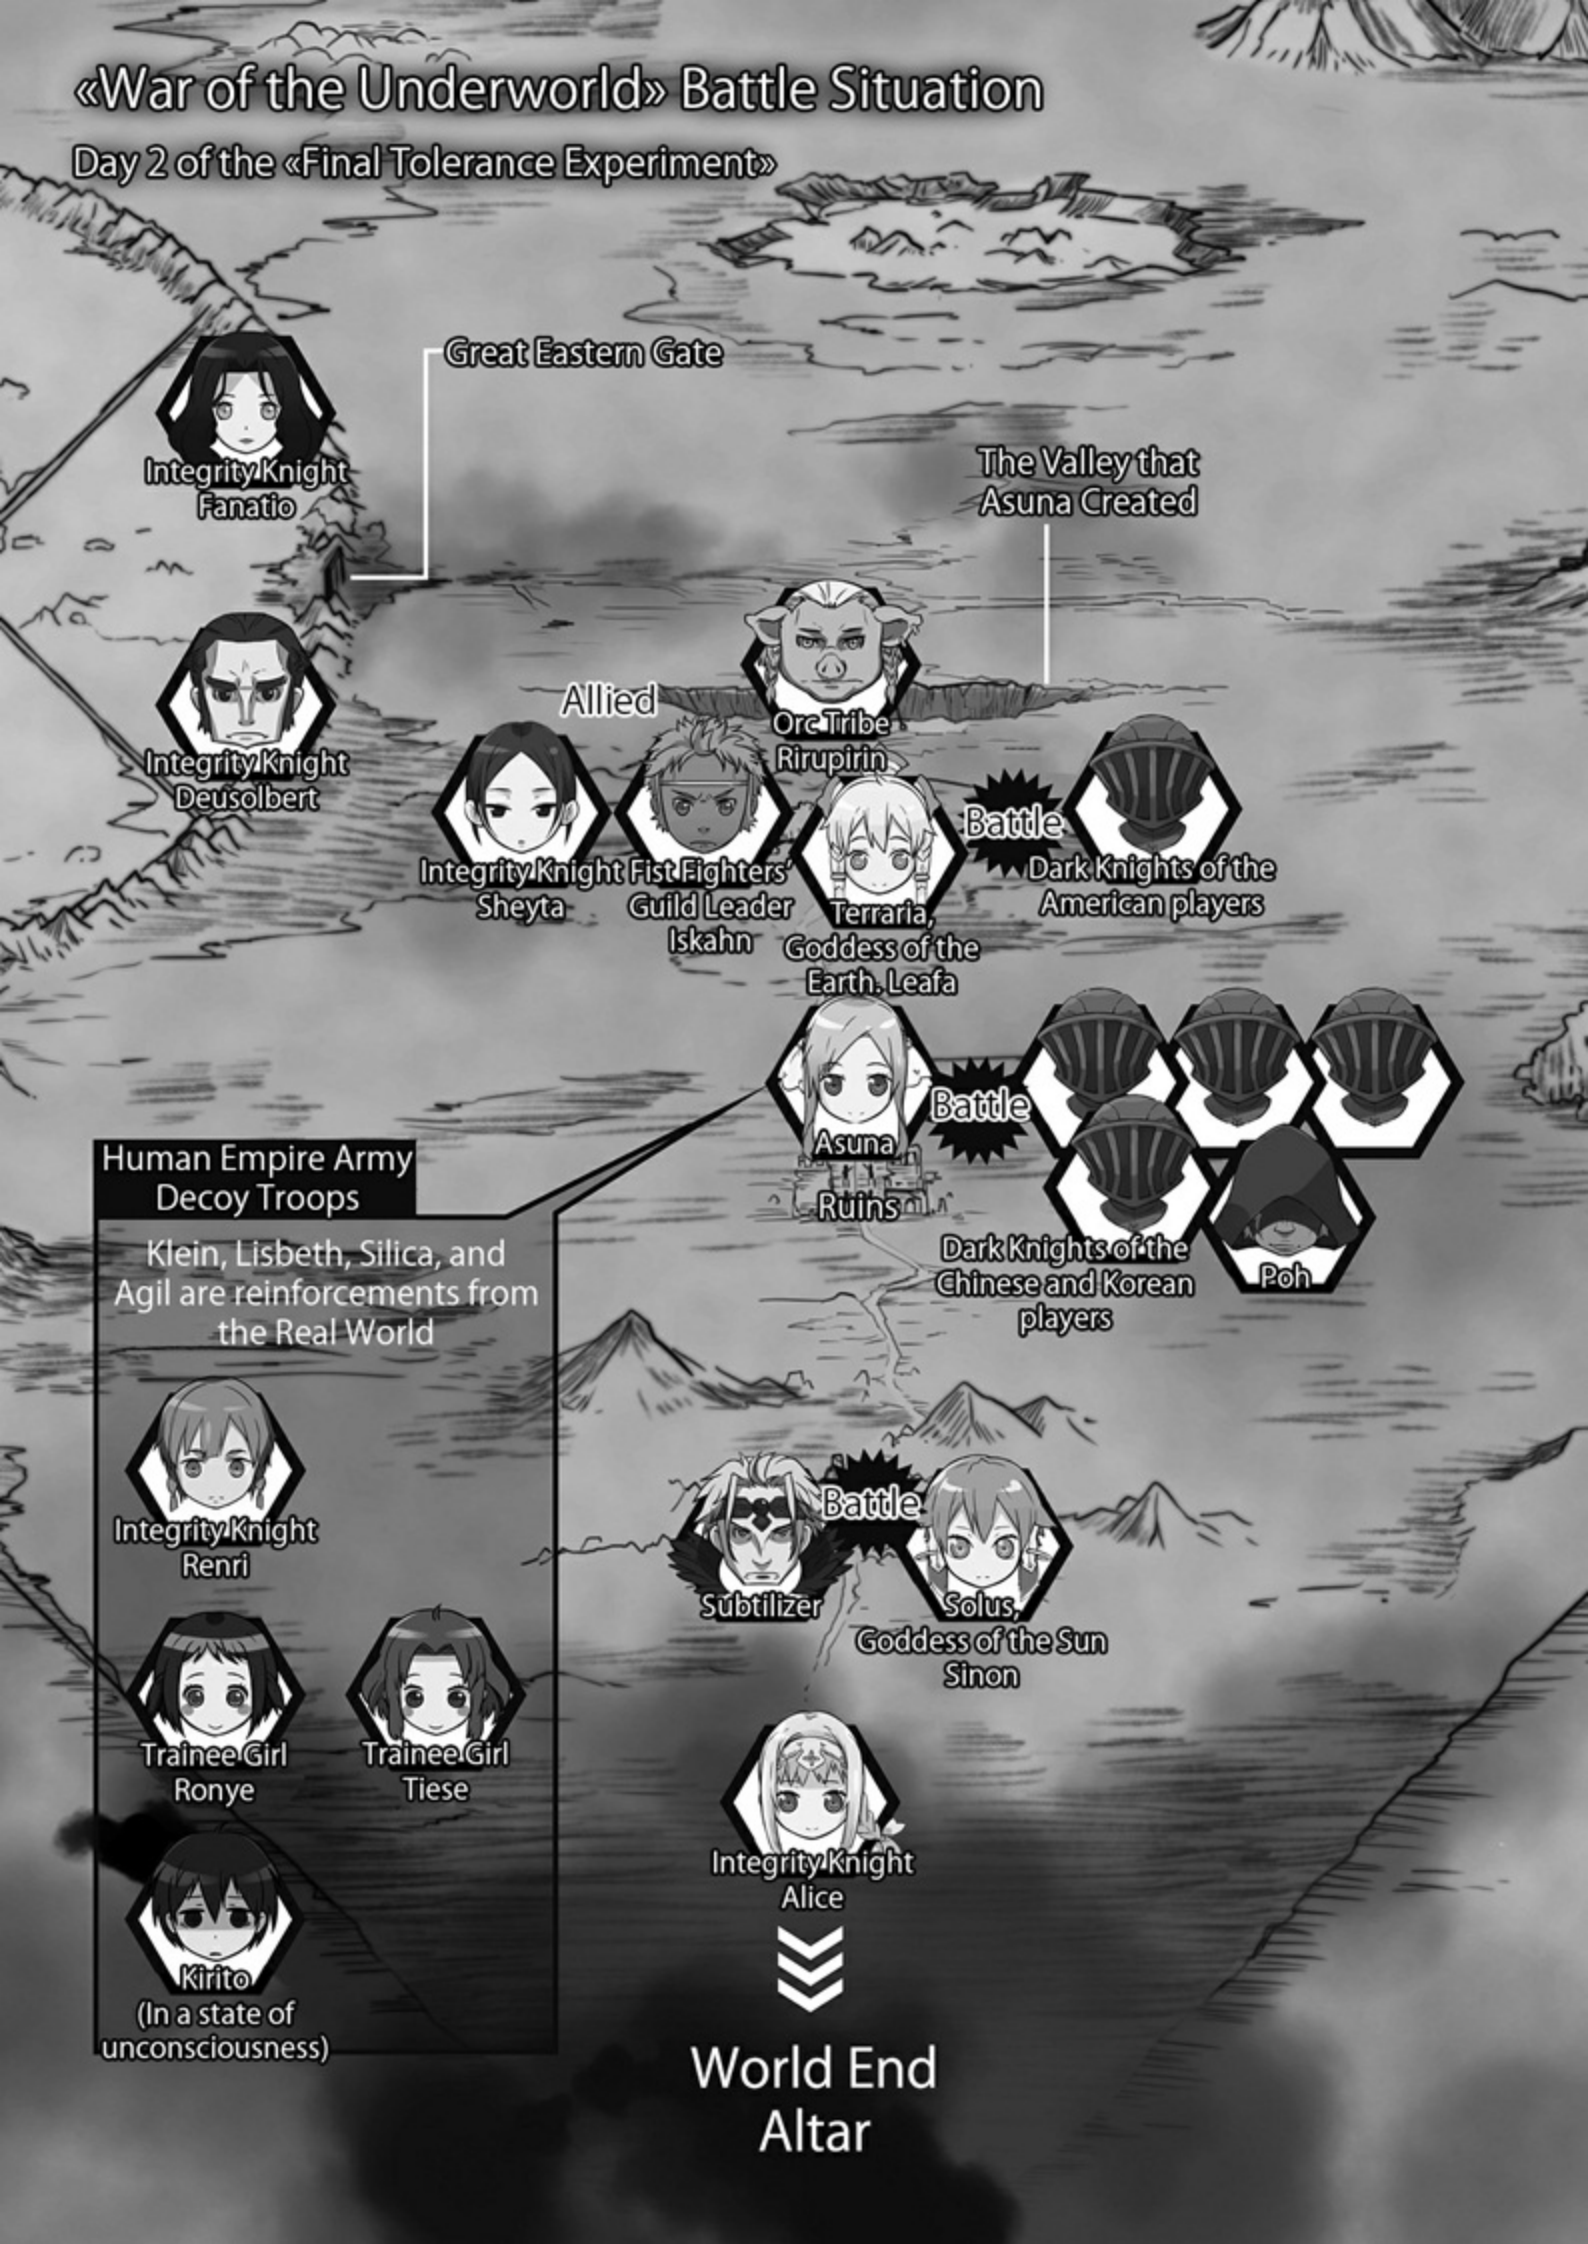 «War of the Underworld» Battle Situation
Day 2 of the «Final Tolerance Experiment»
Great Eastern Gate
Integrity Knight
Fanatio
The Valley that
Asuna Created
Integrity Knight
Deusolbert
Allied
Orc Tribe
Rirupirin
Integrity Knight
Sheyta
Fist Fighters'
Guild Leader
Iskahn
Terraria,
Goddess of the
Earth. Leafa
Battle
Dark Knights of the
American players
Asuna
Battle
Ruins
Dark Knights of the
Chinese and Korean
players
Poh
Human Empire Army
Decoy Troops
Klein, Lisbeth, Silica, and
Agil are reinforcements from
the Real World
Integrity Knight
Renri
Trainee Girl
Ronye
Trainee Girl
Tiese
Kirito
(In a state of
unconsciousness)
Subtilizer
Battle
Solus,
Goddess of the Sun
Sinon
Integrity Knight
Alice
World End
Altar